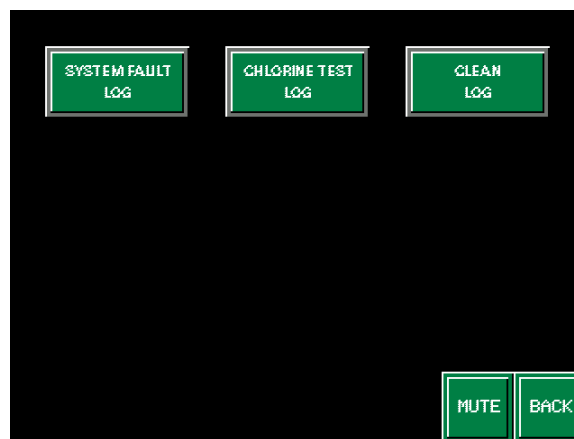 SYSTEM FAULT
LOG
CHLORINE TEST
LOG
CLEAN
LOG
MUTE
BACK